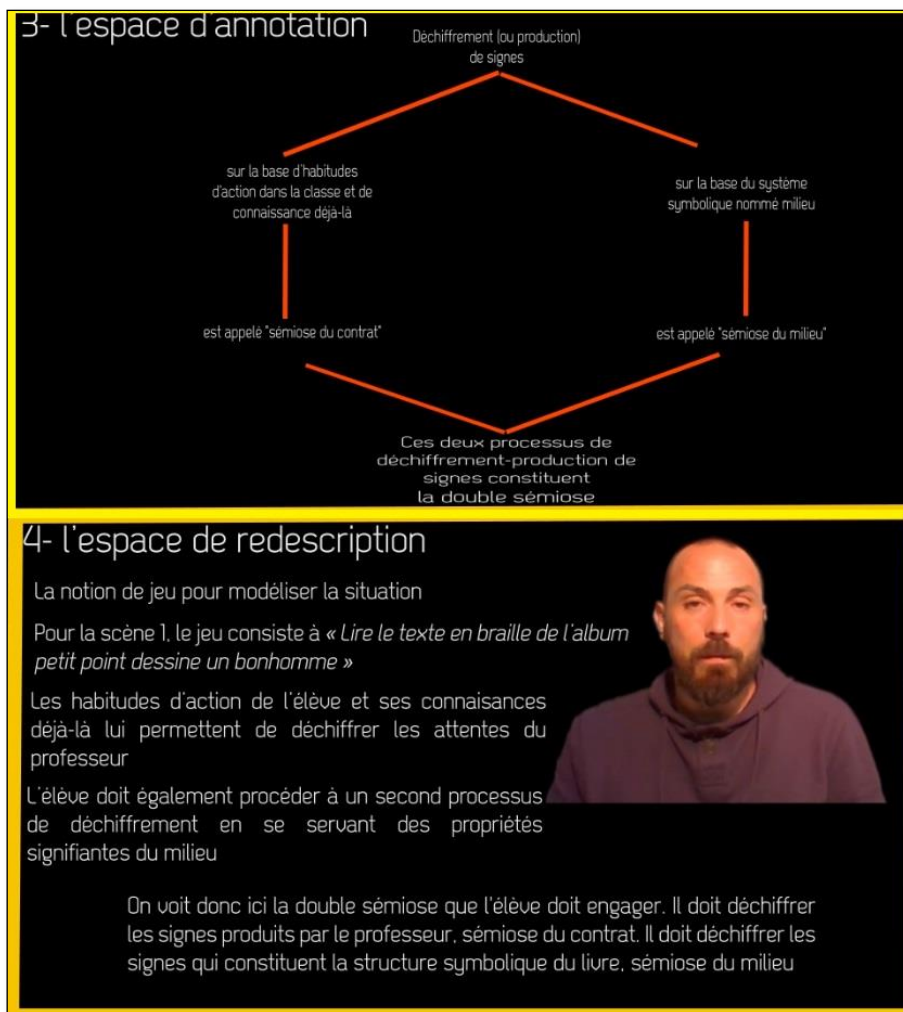 3- l'espace d'annotation
Déchiffrement (ou production)
de signes
sur la base d'habitudes
d'action dans la classe et de
connaissance déjà-là
sur la base du système
symbolique nommé milieu
est appelé "sémiose du contrat"
est appelé "sémiose du milieu"
Ces deux processus de
déchiffrement-production de
signes constituent
la double sémiose
4- l'espace de redescription
La notion de jeu pour modéliser la situation
Pour la scène 1, le jeu consiste à « Lire le texte en braille de l'album
petit point dessine un bonhomme »
Les habitudes d'action de l'élève et ses connaisances
déjà-là lui permettent de déchiffrer les attentes du
professeur
L'élève doit également procéder à un second processus
de déchiffrement en se servant des propriétés
signifiantes du milieu
On voit donc ici la double sémiose que l'élève doit engager. Il doit déchiffrer
les signes produits par le professeur, sémiose du contrat. Il doit déchiffrer les
signes qui constituent la structure symbolique du livre, sémiose du milieu